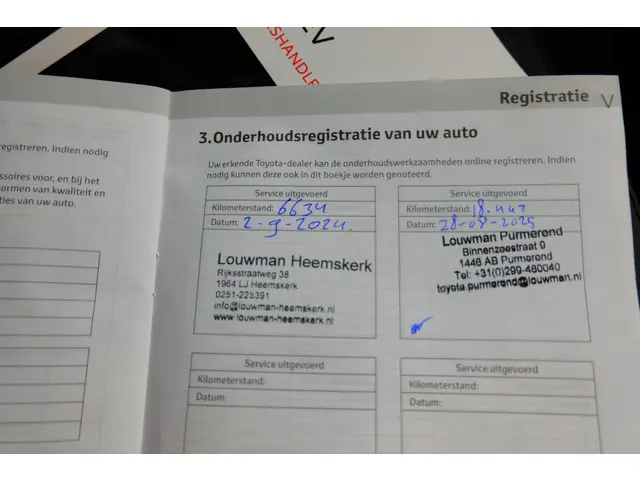 V
SHANDLE
Registratie
V
registreren. Indien nodig
ssoires voor, en bij het
ormen van kwaliteit en
ties van uw auto.
3.Onderhoudsregistratie van uw auto
Uw erkende Toyota-dealer kan de onderhoudswerkzaamheden online registreren. Indien
nodig kunnen deze ook in dit boekje worden genoteerd.
Service uitgevoerd
Kilometerstand: 6634
Datum: 2-9-2024.
Louwman Heemskerk
Rijksstraatweg 38
1964 LJ Heemskerk
0251-225391
info@louwman-heemskerk.nl
www.louwman-heemskerk.nl
Service uitgevoerd
Kilometerstand: 18.447
Datum: 28-08-2025
Louwman Purmerend
Binnenzeestraat 9
1446 AB Purmerend
Tel: +31(0)299-480040
toyota.purmerend@louwman.nl
Service uitgevoerd
Kilometerstand:
Datum:
Service uitgevoerd
Kilometerstand:
Datum: